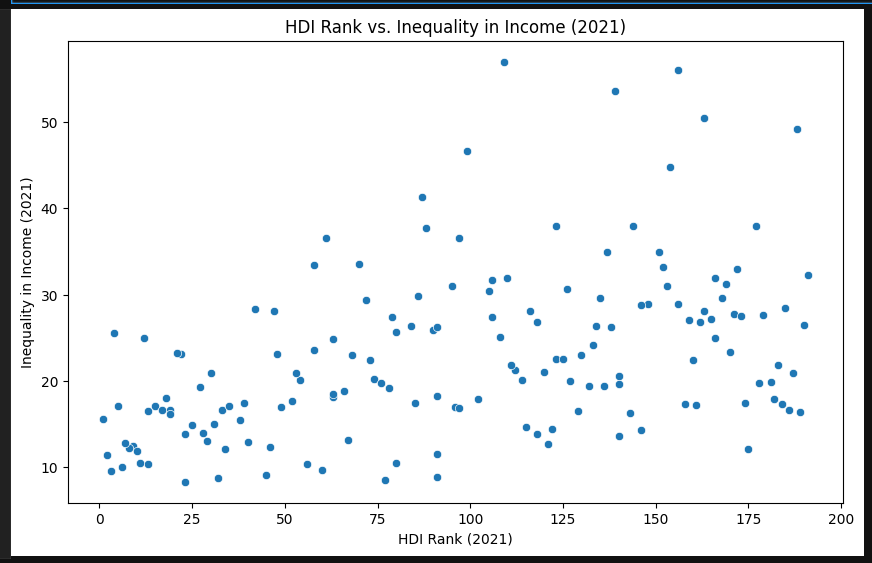 HDI Rank vs. Inequality in Income (2021)
Inequality in Income (2021)
50
40
30
20
10
0 25 50 75 100 125 150 175 200
HDI Rank (2021)